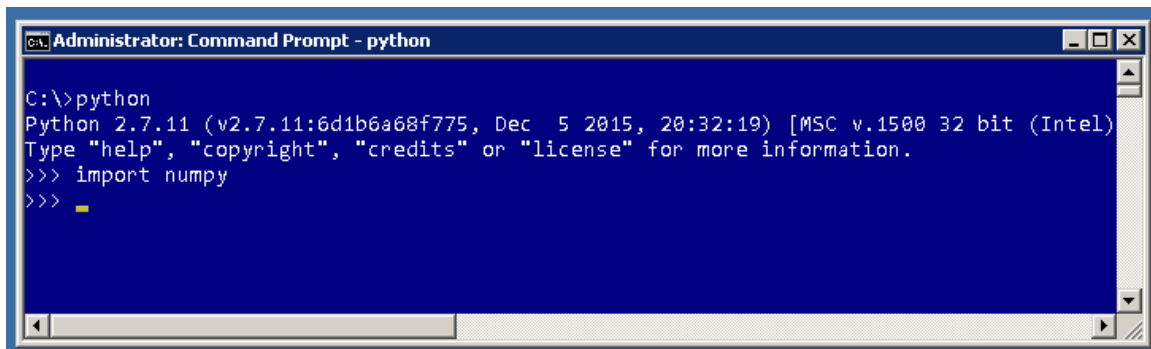 Administrator: Command Prompt - python
C:\>python
Python 2.7.11 (v2.7.11:6d1b6a68f775, Dec  5 2015, 20:32:19) [MSC v.1500 32 bit (Intel)
Type "help", "copyright", "credits" or "license" for more information.
>>> import numpy
>>>